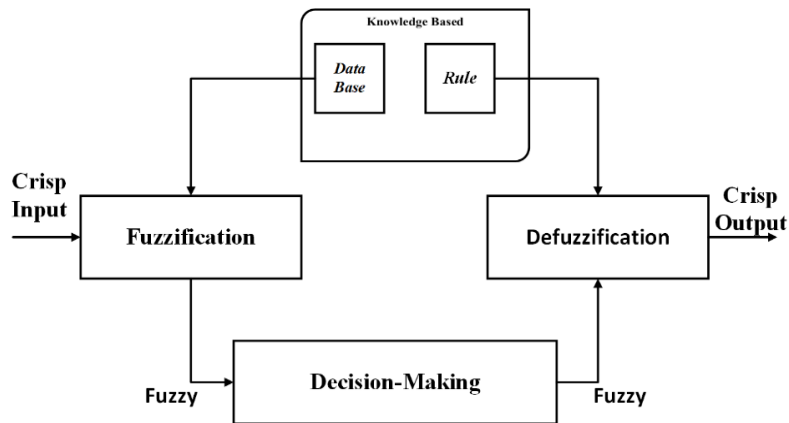 Knowledge Based
Data
Base
Rule
Crisp
Input
Fuzzification
Defuzzification
Crisp
Output
Decision-Making
Fuzzy
Fuzzy